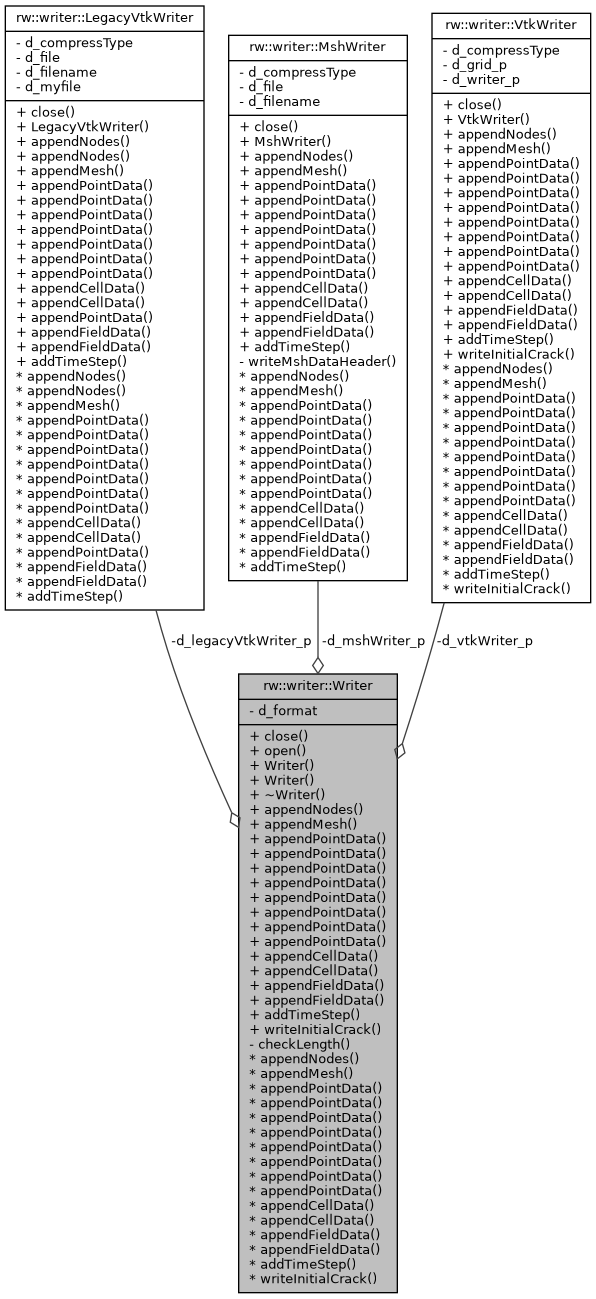 rw::writer::LegacyVtkWriter
- d_compressType
- d_file
- d_filename
- d_myfile
+ close()
+ LegacyVtkWriter()
+ appendNodes()
+ appendNodes()
+ appendMesh()
+ appendPointData()
+ appendPointData()
+ appendPointData()
+ appendPointData()
+ appendPointData()
+ appendPointData()
+ appendPointData()
+ appendCellData()
+ appendCellData()
+ appendPointData()
+ appendFieldData()
+ appendFieldData()
+ addTimeStep()
* appendNodes()
* appendNodes()
* appendMesh()
* appendPointData()
* appendPointData()
* appendPointData()
* appendPointData()
* appendPointData()
* appendPointData()
* appendPointData()
* appendCellData()
* appendCellData()
* appendPointData()
* appendFieldData()
* appendFieldData()
* addTimeStep()
rw::writer::MshWriter
- d_compressType
- d_file
- d_filename
+ close()
+ MshWriter()
+ appendNodes()
+ appendMesh()
+ appendPointData()
+ appendPointData()
+ appendPointData()
+ appendPointData()
+ appendPointData()
+ appendPointData()
+ appendPointData()
+ appendCellData()
+ appendCellData()
+ appendFieldData()
+ appendFieldData()
+ addTimeStep()
- writeMshDataHeader()
* appendNodes()
* appendMesh()
* appendPointData()
* appendPointData()
* appendPointData()
* appendPointData()
* appendPointData()
* appendPointData()
* appendPointData()
* appendCellData()
* appendCellData()
* appendFieldData()
* appendFieldData()
* addTimeStep()
rw::writer::VtkWriter
- d_compressType
- d_grid_p
- d_writer_p
+ close()
+ VtkWriter()
+ appendNodes()
+ appendMesh()
+ appendPointData()
+ appendPointData()
+ appendPointData()
+ appendPointData()
+ appendPointData()
+ appendPointData()
+ appendPointData()
+ appendPointData()
+ appendCellData()
+ appendCellData()
+ appendFieldData()
+ appendFieldData()
+ addTimeStep()
+ writeInitialCrack()
* appendNodes()
* appendMesh()
* appendPointData()
* appendPointData()
* appendPointData()
* appendPointData()
* appendPointData()
* appendPointData()
* appendPointData()
* appendPointData()
* appendCellData()
* appendCellData()
* appendFieldData()
* appendFieldData()
* addTimeStep()
* writeInitialCrack()
-d_legacyVtkWriter_p
-d_mshWriter_p
-d_vtkWriter_p
rw::writer::Writer
- d_format
+ close()
+ open()
+ Writer()
+ Writer()
+ ~Writer()
+ appendNodes()
+ appendMesh()
+ appendPointData()
+ appendPointData()
+ appendPointData()
+ appendPointData()
+ appendPointData()
+ appendPointData()
+ appendPointData()
+ appendPointData()
+ appendCellData()
+ appendCellData()
+ appendFieldData()
+ appendFieldData()
+ addTimeStep()
+ writeInitialCrack()
- checkLength()
* appendNodes()
* appendMesh()
* appendPointData()
* appendPointData()
* appendPointData()
* appendPointData()
* appendPointData()
* appendPointData()
* appendPointData()
* appendPointData()
* appendCellData()
* appendCellData()
* appendFieldData()
* appendFieldData()
* addTimeStep()
* writeInitialCrack()